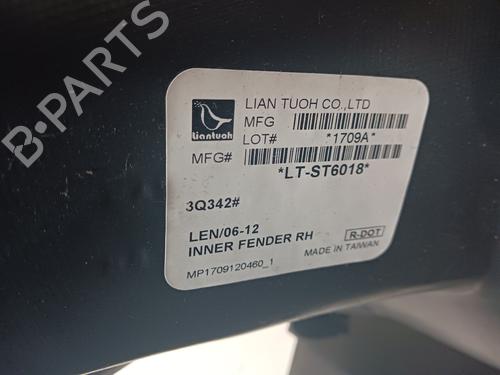 B-PARTS
Liantuoh
LIAN TUOH CO.,LTD
MFG
LOT# *1709A*
MFG#
*LT-ST6018*
3Q342#
LEN/06-12
INNER FENDER RH R-DOT
MADE IN TAIWAN
MP1709120460_1